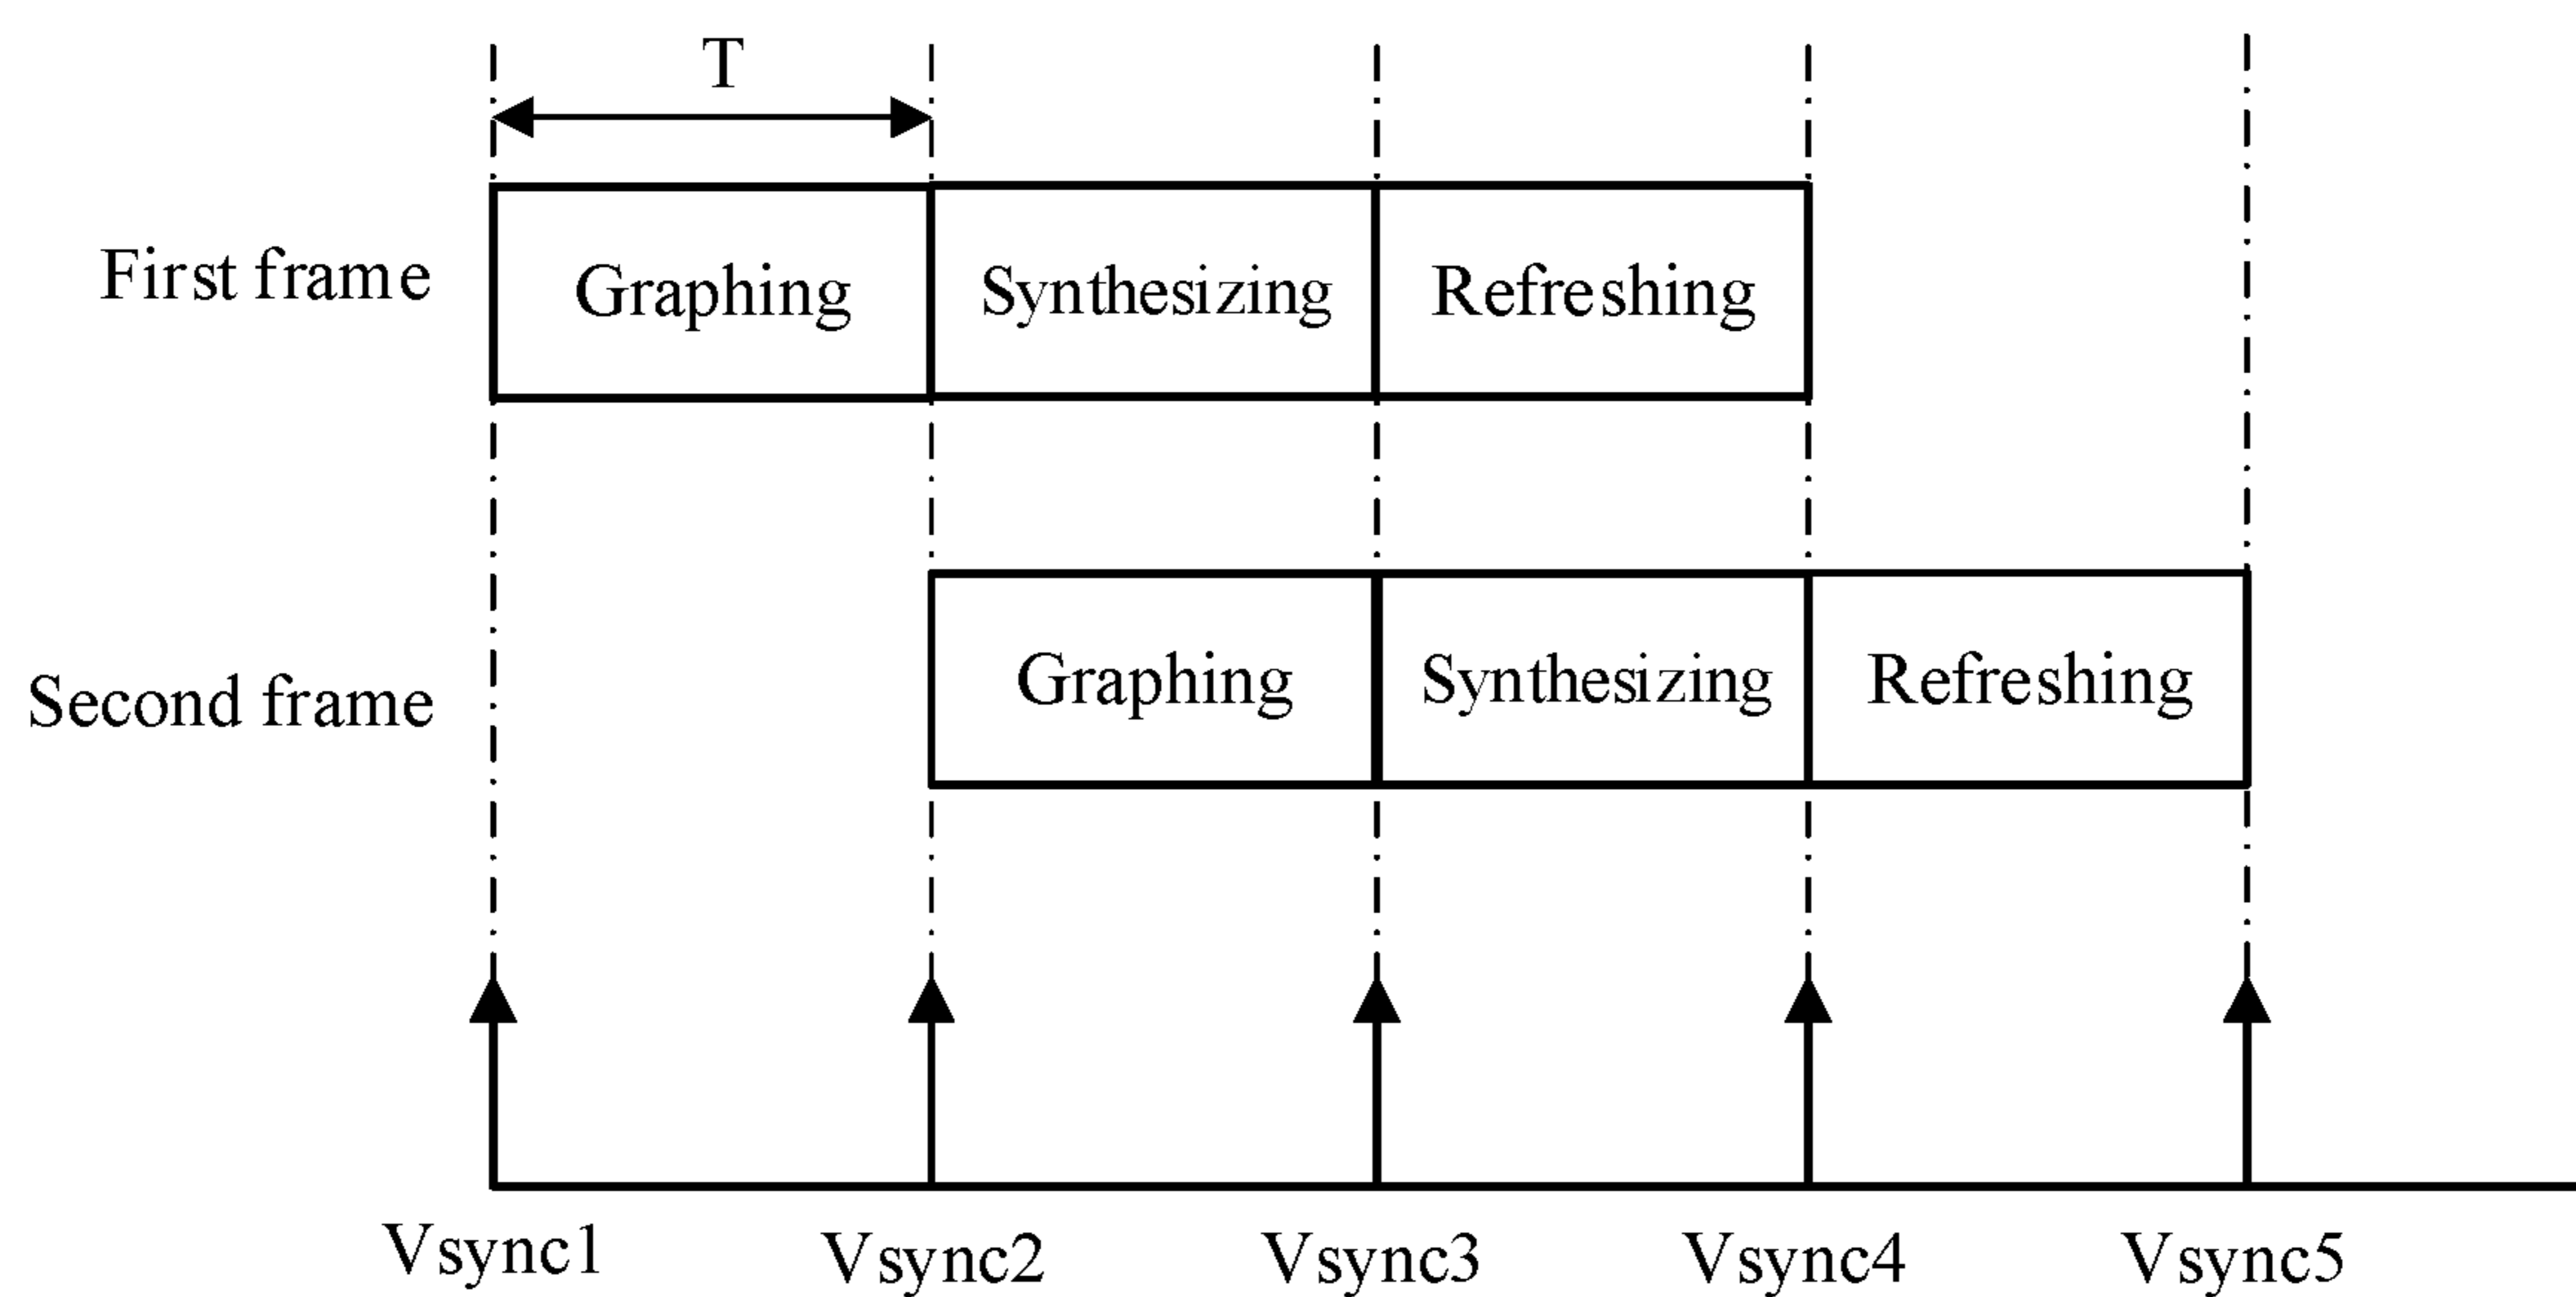 T
First frame
Graphing
Synthesizing
Refreshing
Second frame
Graphing
Synthesizing
Refreshing
Vsync1
Vsync2
Vsync3
Vsync4
Vsync5